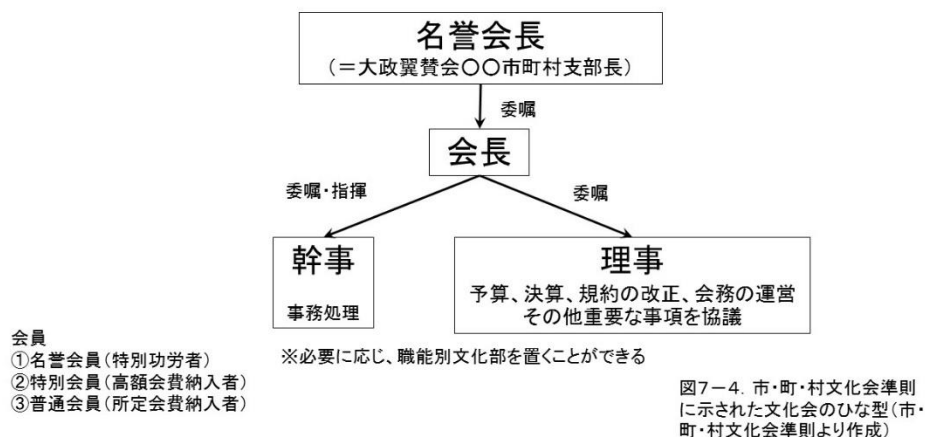 名誉会長
（＝大政翼賛会〇〇市町村支部長）
委嘱
会長
委嘱・指揮
委嘱
幹事
事務処理
理事
予算、決算、規約の改正、会務の運営
その他重要な事項を協議
※必要に応じ、職能別文化部を置くことができる
会員
①名誉会員（特別功労者）
②特別会員（高額会費納入者）
③普通会員（所定会費納入者）
図７－４．市・町・村文化会準則
に示された文化会のひな型（市・
町・村文化会準則より作成）